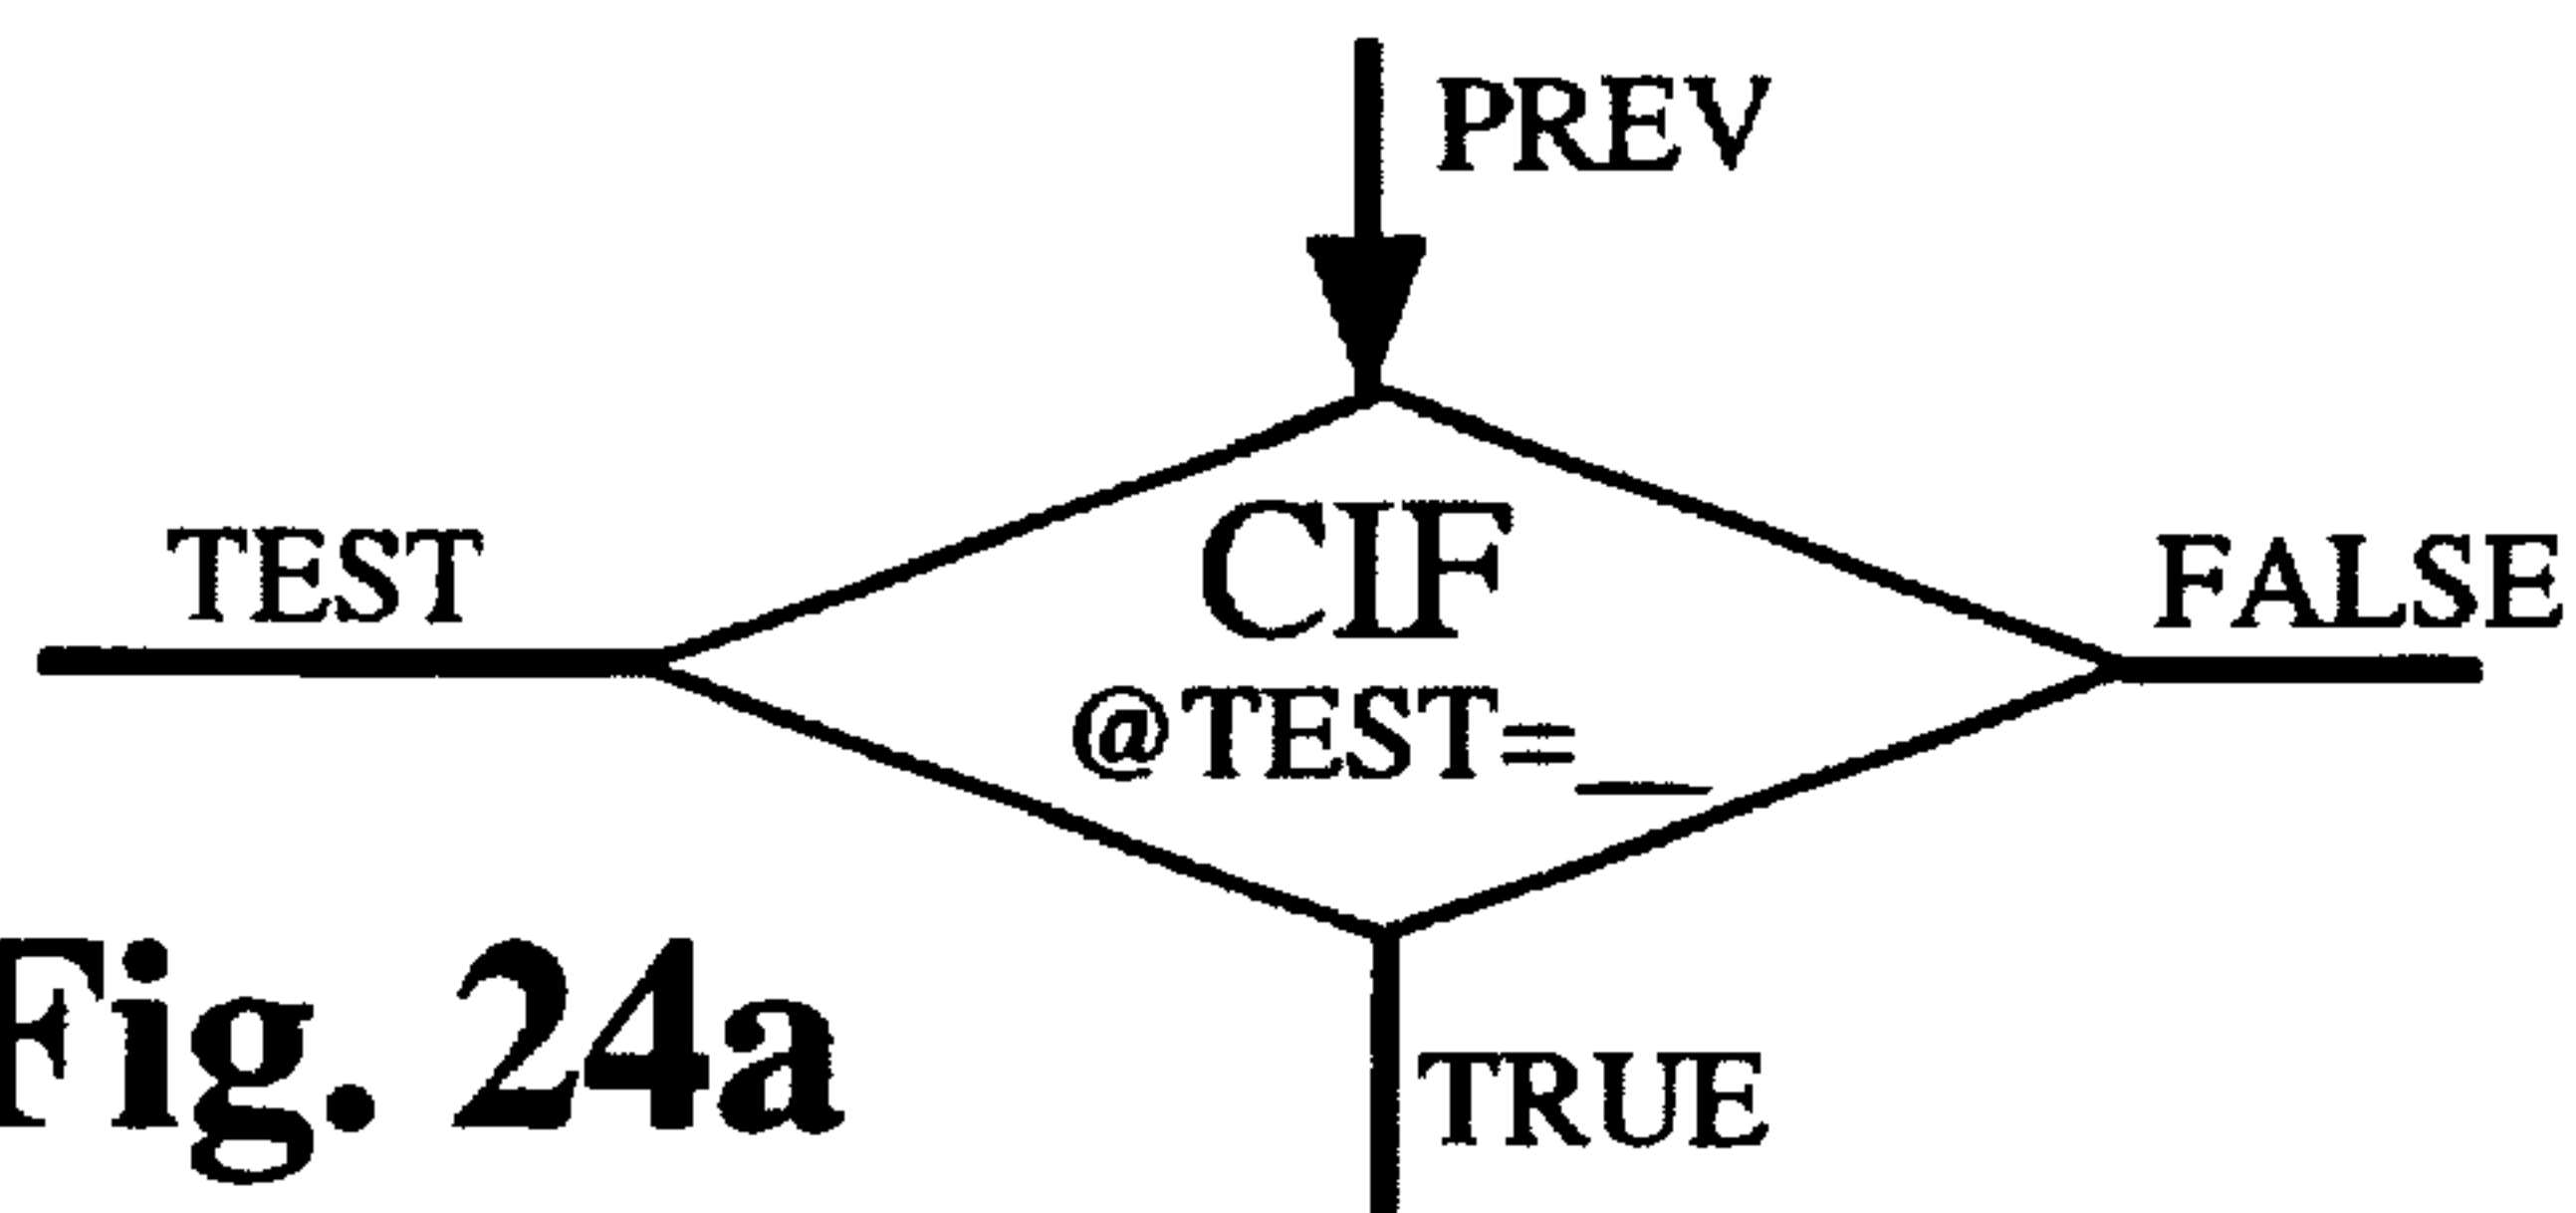 PREV
CIF
TEST
FALSE
@TEST=__
Fig. 24a
TRUE